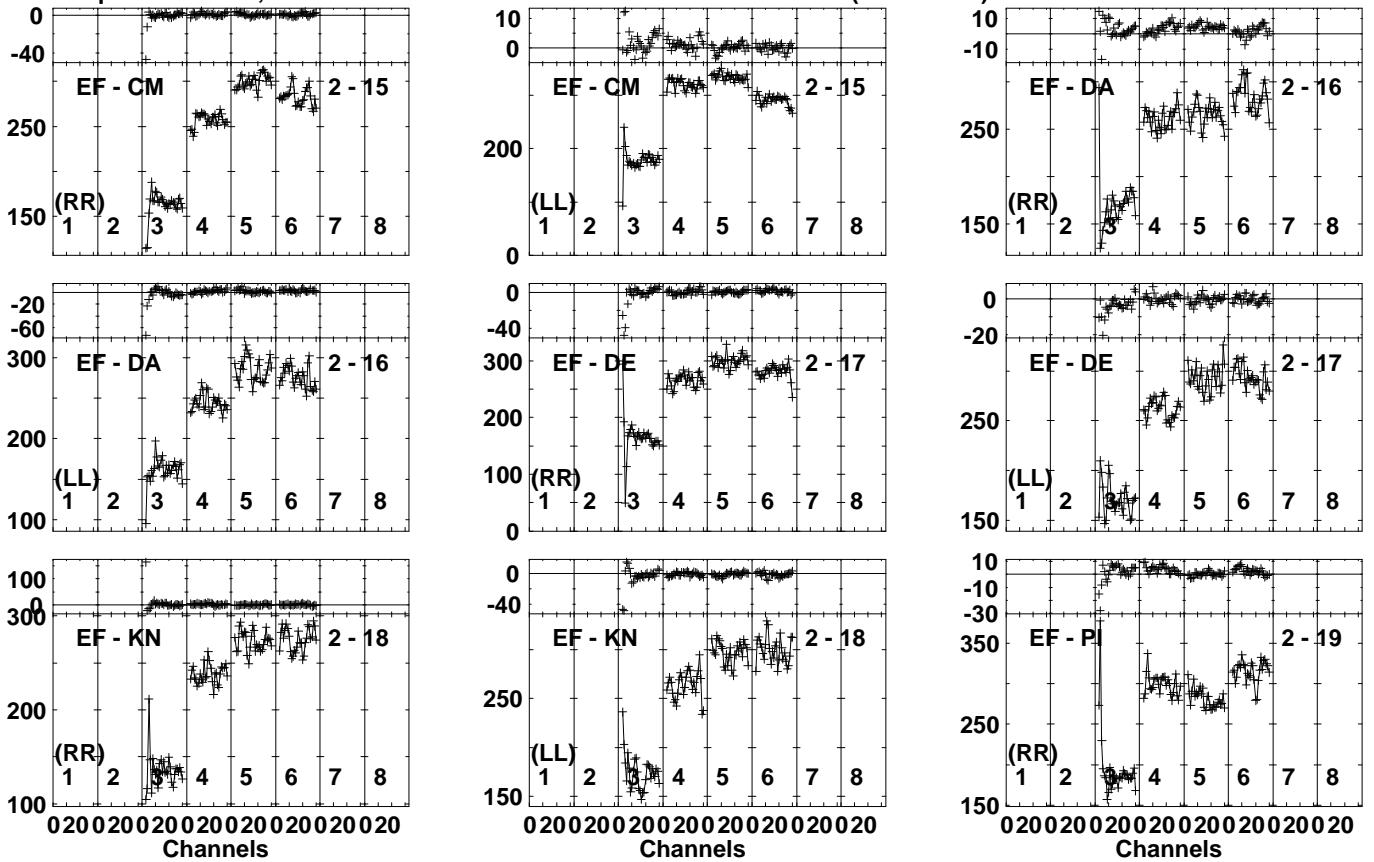 0
-40
EF - CM 2 - 15
250
150
(RR)
1 2 3 4 5 6 7 8
10
0
EF - CM 2 - 15
200
0
(LL)
1 2 3 4 5 6 7 8
10
-10
EF - DA 2 - 16
250
150
(RR)
1 2 3 4 5 6 7 8
-20
-60
300
EF - DA 2 - 16
200
100
(LL)
1 2 3 4 5 6 7 8
0
-40
300
EF - DE 2 - 17
200
100
0
(RR)
1 2 3 4 5 6 7 8
0
-20
EF - DE 2 - 17
250
150
(LL)
1 2 3 4 5 6 7 8
100
0
300
EF - KN 2 - 18
200
100
(RR)
1 2 3 4 5 6 7 8
0 20 0 20 0 20 0 20 0 20 0 20 0 20 0 20
Channels
0
-40
EF - KN 2 - 18
250
150
(LL)
1 2 3 4 5 6 7 8
0 20 0 20 0 20 0 20 0 20 0 20 0 20 0 20
Channels
10
-10
-30
350
EF - PI 2 - 19
250
150
(RR)
1 2 3 4 5 6 7 8
0 20 0 20 0 20 0 20 0 20 0 20 0 20 0 20
Channels